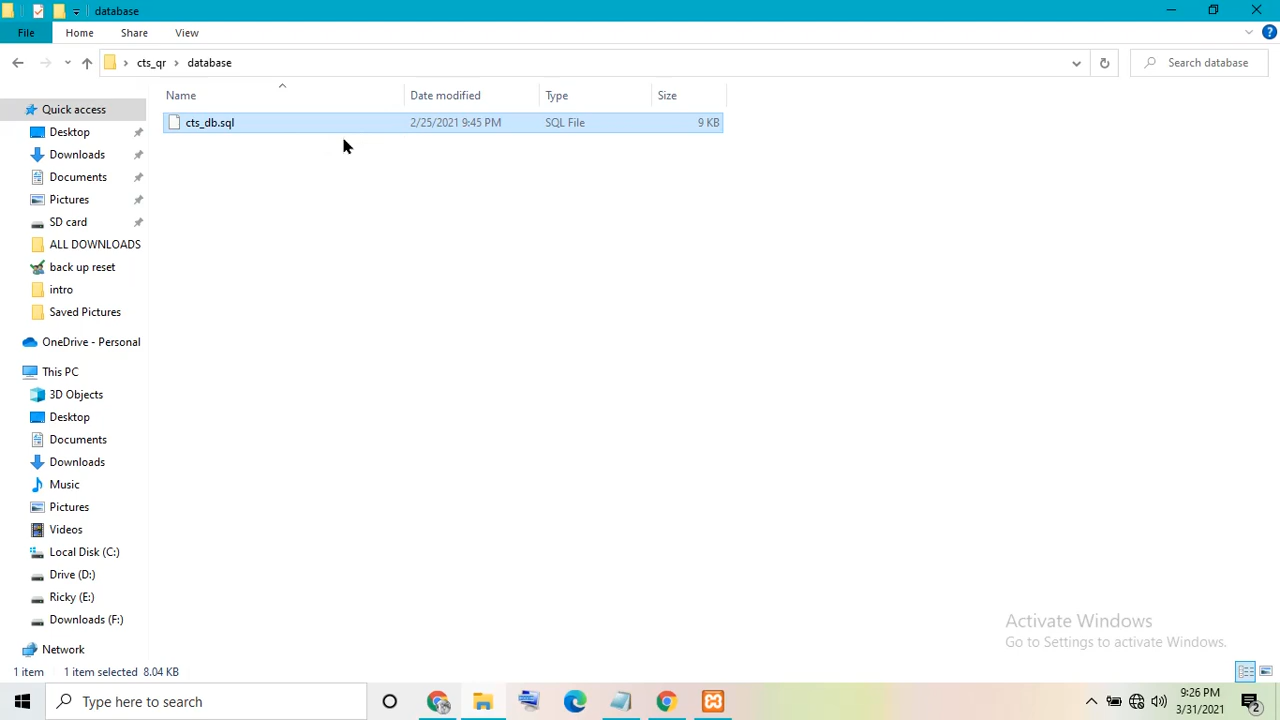 database
File Home Share View
cts_qr database Search database
Name Date modified Type Size
cts_db.sql 2/25/2021 9:45 PM SQL File 9 KB
Quick access
Desktop
Downloads
Documents
Pictures
SD card
ALL DOWNLOADS
back up reset
intro
Saved Pictures
OneDrive - Personal
This PC
3D Objects
Desktop
Documents
Downloads
Music
Pictures
Videos
Local Disk (C:)
Drive (D:)
Ricky (E:)
Downloads (F:)
Network
Activate Windows
Go to Settings to activate Windows.
1 item 1 item selected 8.04 KB
Type here to search
9:26 PM
3/31/2021
2